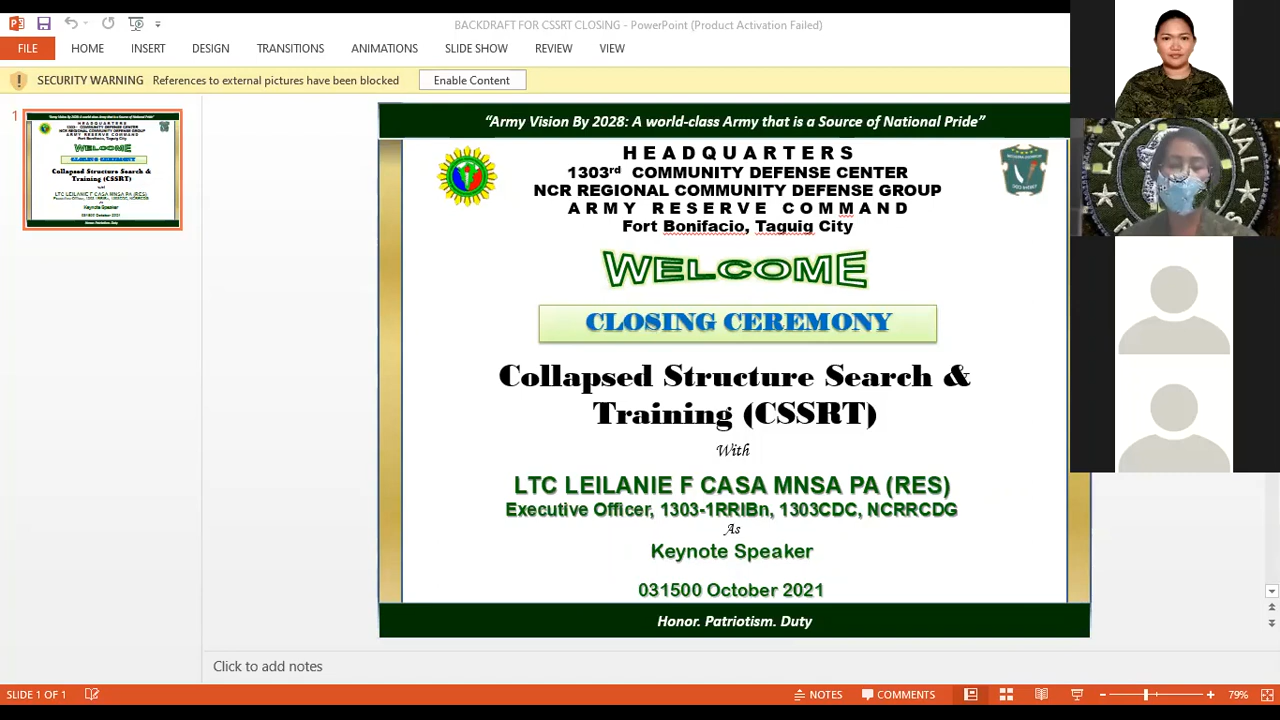 BACKDRAFT FOR CSSRT CLOSING - PowerPoint (Product Activation Failed)
FILE HOME INSERT DESIGN TRANSITIONS ANIMATIONS SLIDE SHOW REVIEW VIEW
SECURITY WARNING References to external pictures have been blocked Enable Content
1
"Army Vision By 2028: A world-class Army that is a Source of National Pride"
HEADQUARTERS
1303rd COMMUNITY DEFENSE CENTER
NCR REGIONAL COMMUNITY DEFENSE GROUP
ARMY RESERVE COMMAND
Fort Bonifacio, Taguig City
WELCOME
CLOSING CEREMONY
Collapsed Structure Search &
Training (CSSRT)
With
LTC LEILANIE F CASA MNSA PA (RES)
Executive Officer, 1303-1RRIBn, 1303CDC, NCRRCDG
As
Keynote Speaker
031500 October 2021
Honor. Patriotism. Duty
Click to add notes
SLIDE 1 OF 1 NOTES COMMENTS 79%